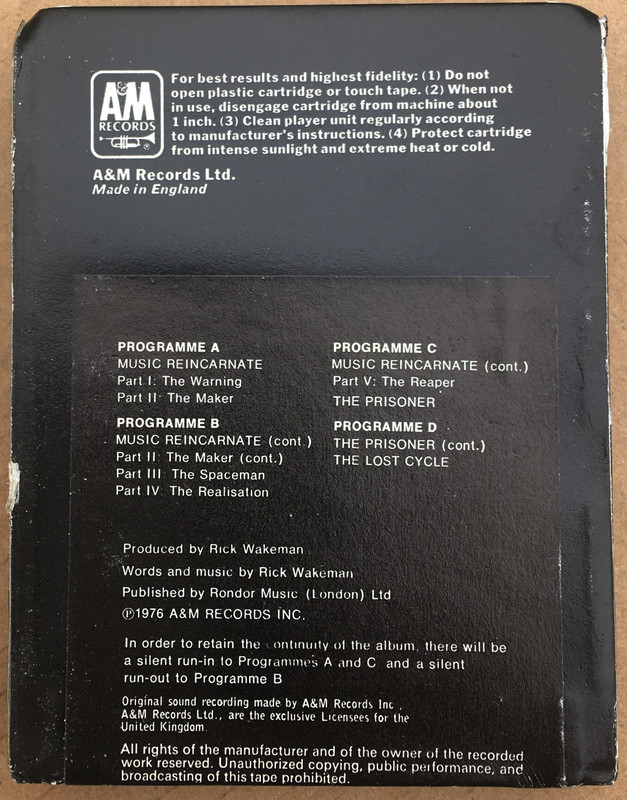 A&M
RECORDS
®
For best results and highest fidelity: (1) Do not
open plastic cartridge or touch tape. (2) When not
in use, disengage cartridge from machine about
1 inch. (3) Clean player unit regularly according
to manufacturer's instructions. (4) Protect cartridge
from intense sunlight and extreme heat or cold.
A&M Records Ltd.
Made in England
PROGRAMME A
MUSIC REINCARNATE
Part I: The Warning
Part II: The Maker
PROGRAMME B
MUSIC REINCARNATE (cont.)
Part II: The Maker (cont.)
Part III: The Spaceman
Part IV: The Realisation
PROGRAMME C
MUSIC REINCARNATE (cont.)
Part V: The Reaper
THE PRISONER
PROGRAMME D
THE PRISONER (cont.)
THE LOST CYCLE
Produced by Rick Wakeman
Words and music by Rick Wakeman
Published by Rondor Music (London) Ltd
℗1976 A&M RECORDS INC.
In order to retain the continuity of the album, there will be
a silent run-in to Programmes A and C and a silent
run-out to Programme B
Original sound recording made by A&M Records Inc.,
A&M Records Ltd., are the exclusive Licensees for the
United Kingdom.
All rights of the manufacturer and of the owner of the recorded
work reserved. Unauthorized copying, public performance, and
broadcasting of this tape prohibited.